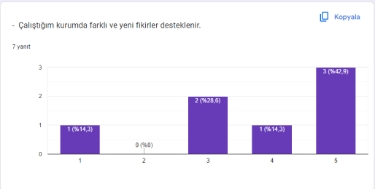 Kopyala
- Çalıştığım kurumda farklı ve yeni fikirler desteklenir.
7 yanıt
3
2
1
0
1 (%14,3)
0 (%0)
2 (%28,6)
1 (%14,3)
3 (%42,9)
1 2 3 4 5